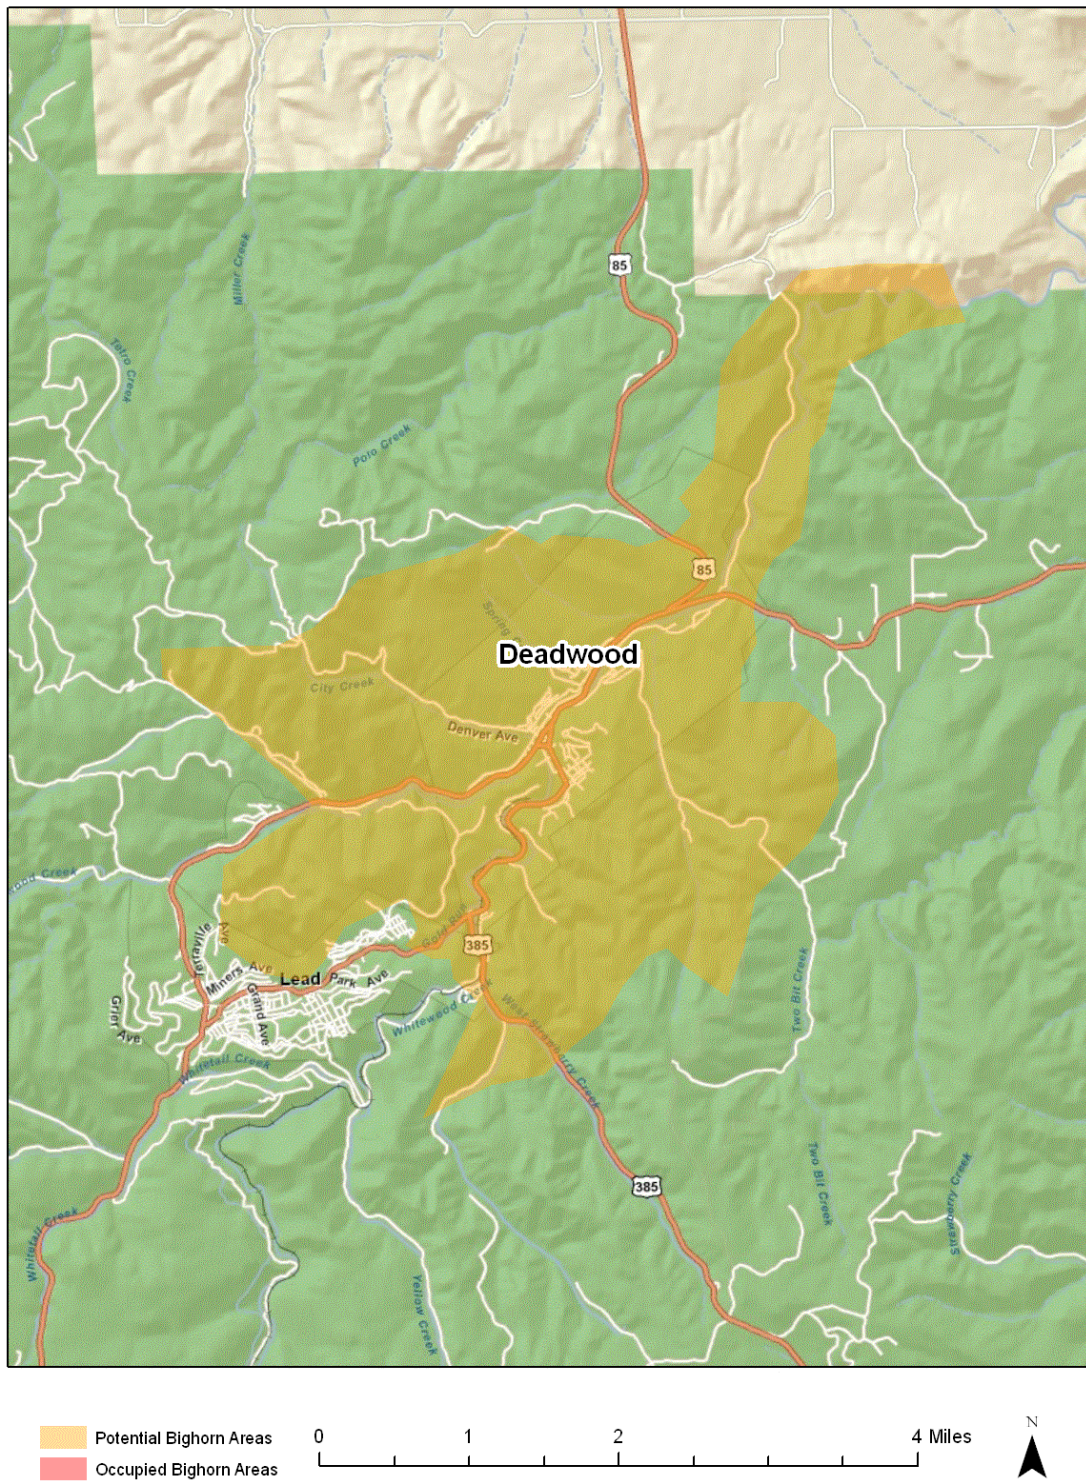 85
Miller Creek
Tetro Creek
Polo Creek
85
Spring
Deadwood
City Creek
Denver Ave
Creek
Terraville
Ave
Gold Run
385
Miners Ave
Lead
Park Ave
Grand Ave
Grier Ave
Whitewood Creek
West Strawberry Creek
Two Bit Creek
Whitetail Creek
Two Bit Creek
Strawberry Creek
385
Whitetail Creek
Yellow Creek
Potential Bighorn Areas
Occupied Bighorn Areas
0 1 2 4 Miles
N